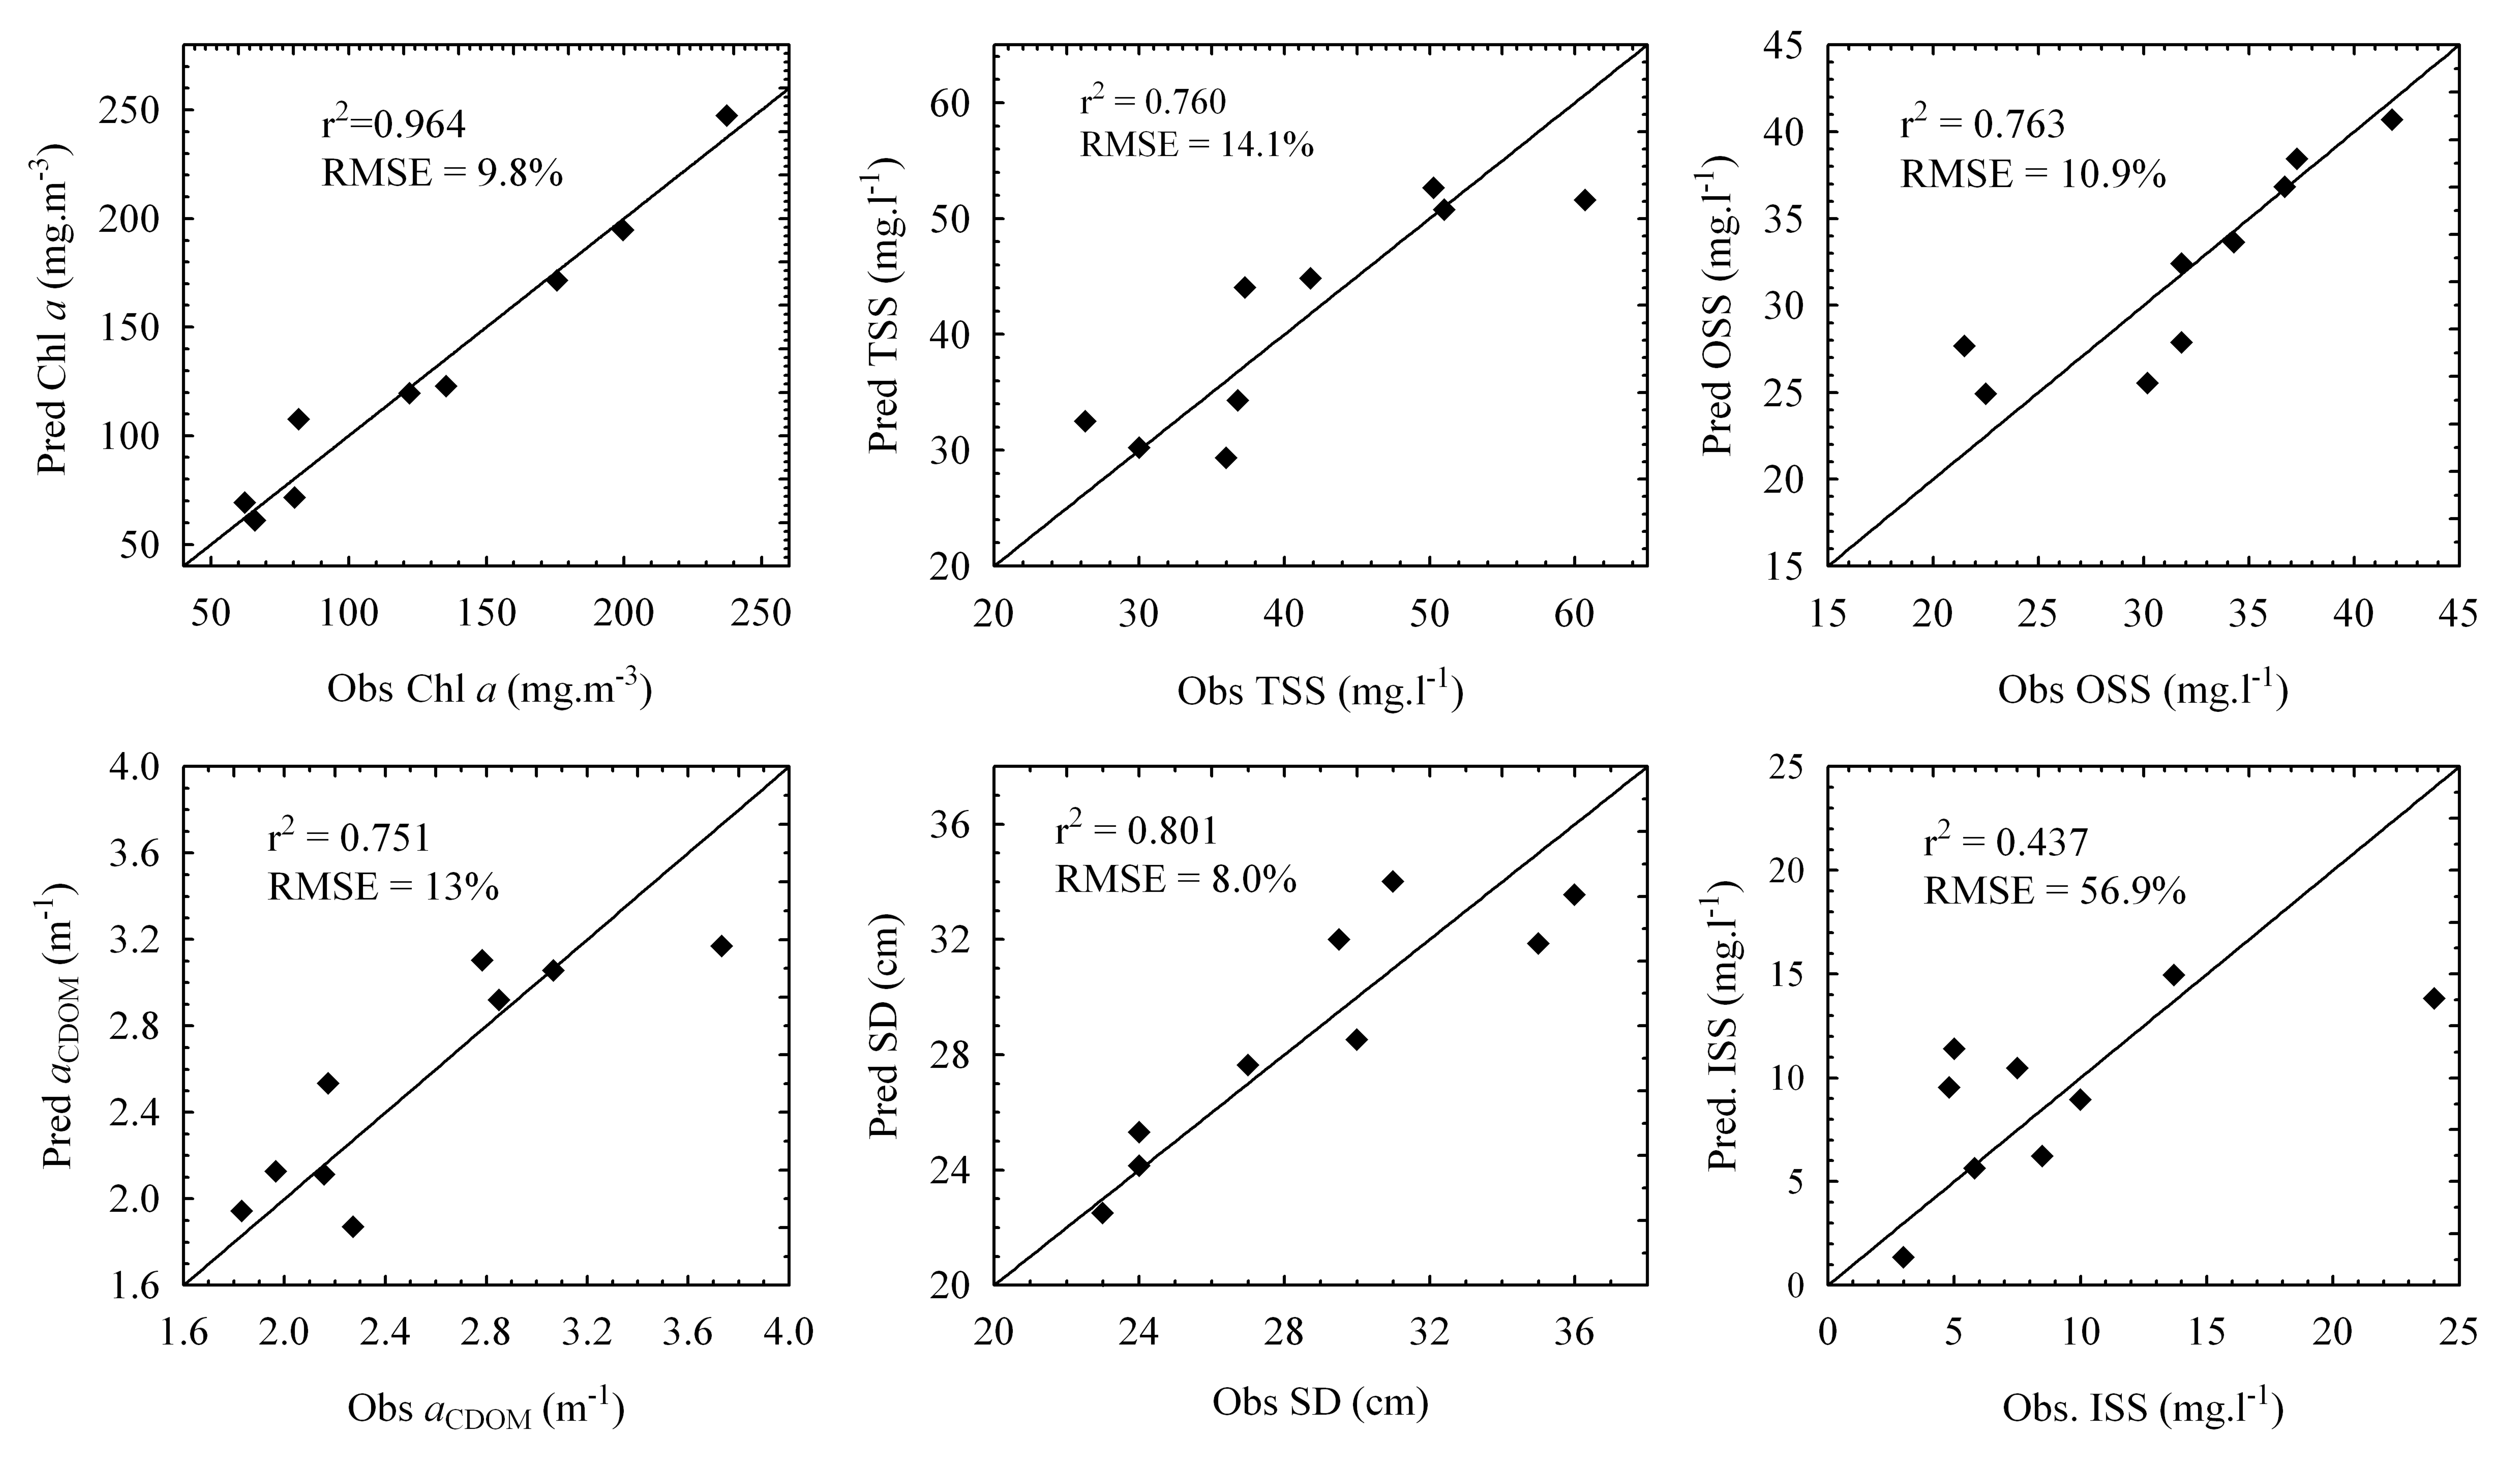 r²=0.964
RMSE = 9.8%
Pred Chl a (mg.m⁻³)
250
200
150
100
50
50 100 150 200 250
Obs Chl a (mg.m⁻³)
r² = 0.760
RMSE = 14.1%
Pred TSS (mg.l⁻¹)
60
50
40
30
20
20 30 40 50 60
Obs TSS (mg.l⁻¹)
r² = 0.763
RMSE = 10.9%
Pred OSS (mg.l⁻¹)
45
40
35
30
25
20
15
15 20 25 30 35 40 45
Obs OSS (mg.l⁻¹)
r² = 0.751
RMSE = 13%
Pred aCDOM (m⁻¹)
4.0
3.6
3.2
2.8
2.4
2.0
1.6
1.6 2.0 2.4 2.8 3.2 3.6 4.0
Obs aCDOM (m⁻¹)
r² = 0.801
RMSE = 8.0%
Pred SD (cm)
36
32
28
24
20
20 24 28 32 36
Obs SD (cm)
r² = 0.437
RMSE = 56.9%
Pred. ISS (mg.l⁻¹)
25
20
15
10
5
0
0 5 10 15 20 25
Obs. ISS (mg.l⁻¹)